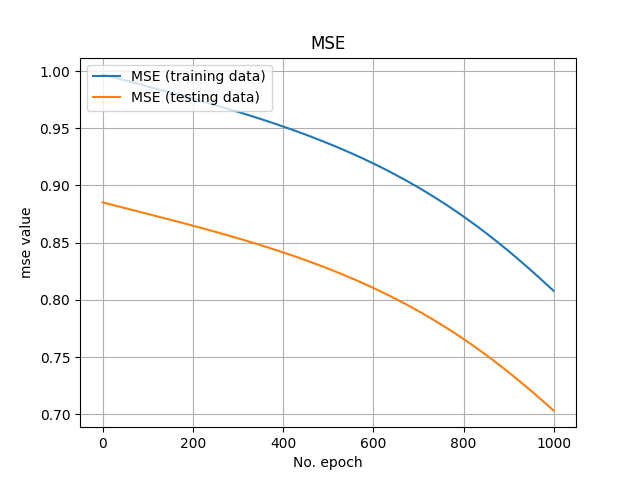 MSE
MSE (training data)
MSE (testing data)
1.00
0.95
0.90
0.85
0.80
0.75
0.70
mse value
0 200 400 600 800 1000
No. epoch